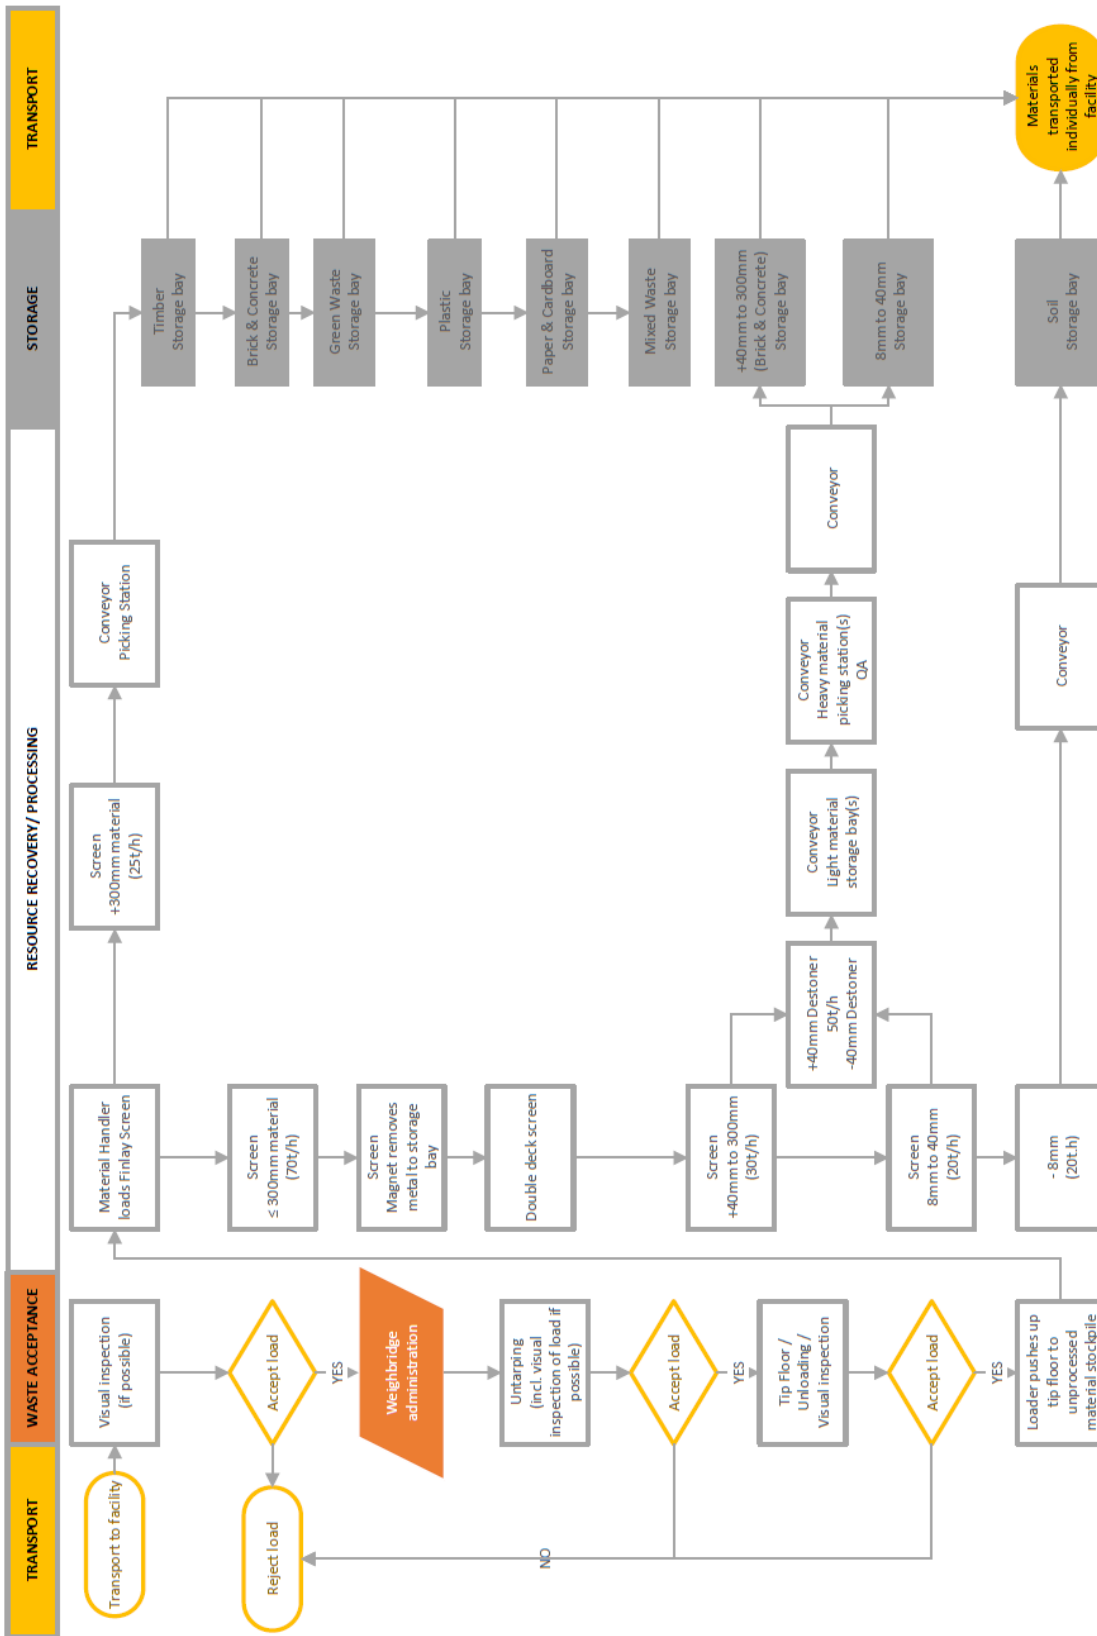 TRANSPORT
WASTE ACCEPTANCE
RESOURCE RECOVERY/ PROCESSING
STORAGE
TRANSPORT
Transport to facility
Reject load
NO
Visual inspection
(if possible)
Accept load
YES
Weighbridge
administration
Untarping
(incl. visual
inspection of load if
possible)
Accept load
YES
Tip Floor /
Unloading /
Visual inspection
Accept load
YES
Loader pushes up
tip floor to
unprocessed
material stockpile
Material Handler
loads Finlay Screen
Screen
≤ 300mm material
(70t/h)
Screen
Magnet removes
metal to storage
bay
Double deck screen
Screen
+40mm to 300mm
(30t/h)
Screen
8mm to 40mm
(20t/h)
- 8mm
(20t.h)
Screen
+300mm material
(25t/h)
Conveyor
Picking Station
+40mm Destoner
50t/h
-40mm Destoner
Conveyor
Light material
storage bay(s)
Conveyor
Heavy material
picking station(s)
QA
Conveyor
Conveyor
Timber
Storage bay
Brick & Concrete
Storage bay
Green Waste
Storage bay
Plastic
Storage bay
Paper & Cardboard
Storage bay
Mixed Waste
Storage bay
+40mm to 300mm
(Brick & Concrete)
Storage bay
8mm to 40mm
Storage bay
Soil
Storage bay
Materials
transported
individually from
facility